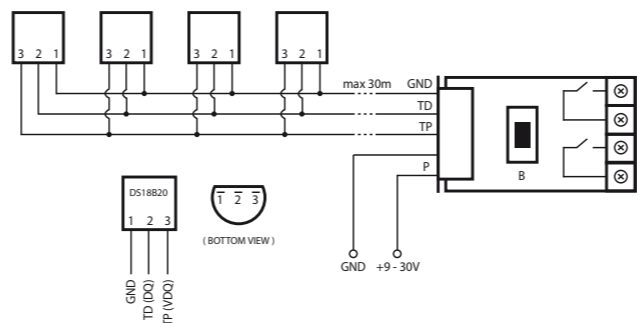 3 2 1 3 2 1 3 2 1 3 2 1
max 30m GND
TD
TP
P
B
GND +9 - 30V
DS18B20
1 2 3
GND
TD (DQ)
TP (VDQ)
1 2 3
( BOTTOM VIEW )